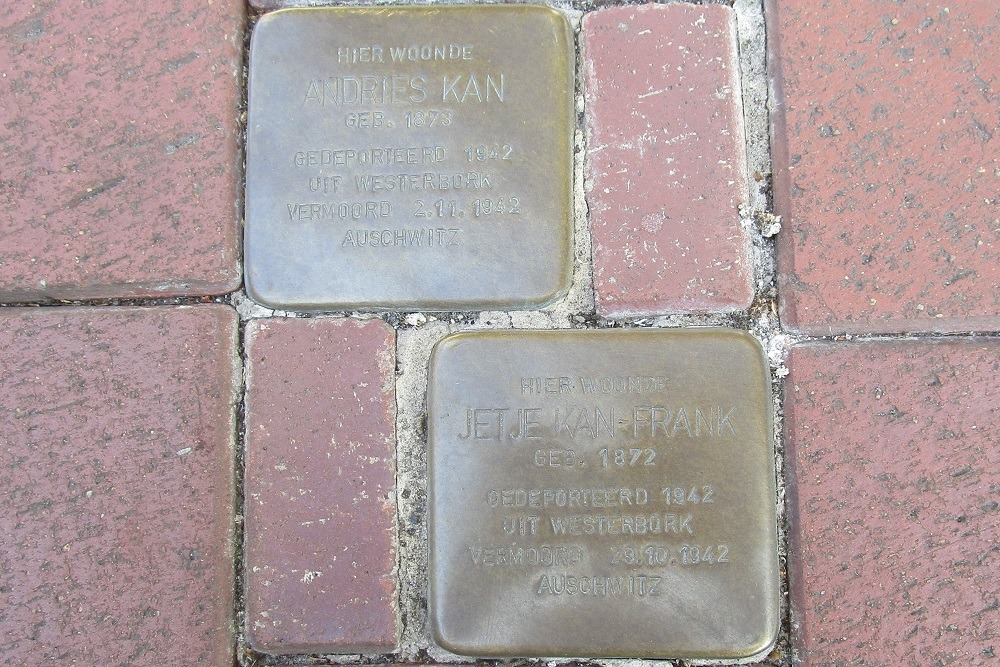 HIER WOONDE
ANDRIES KAN
GEB. 1873
GEDEPORTEERD 1942
UIT WESTERBORK
VERMOORD 2.11.1942
AUSCHWITZ
HIER WOONDE
JETJE KAN-FRANK
GEB. 1872
GEDEPORTEERD 1942
UIT WESTERBORK
VERMOORD 29.10.1942
AUSCHWITZ